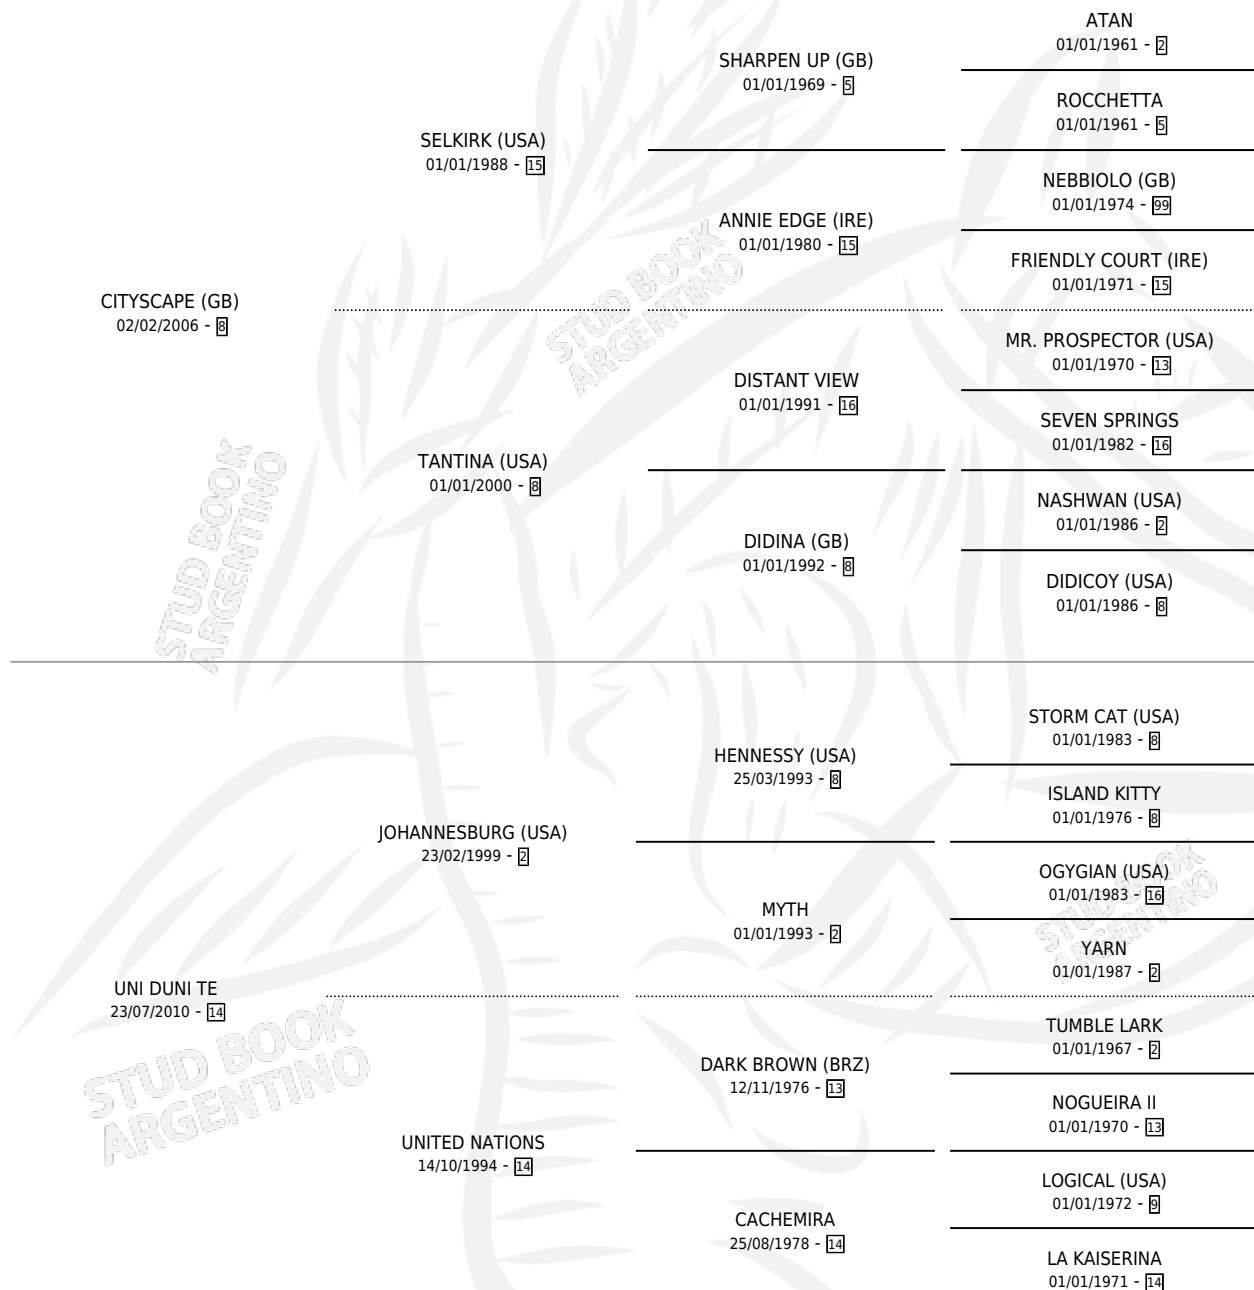 ATAN
01/01/1961 - 2
SHARPEN UP (GB)
01/01/1969 - 5
ROCCHETTA
01/01/1961 - 5
SELKIRK (USA)
01/01/1988 - 15
NEBBIOLO (GB)
01/01/1974 - 99
ANNIE EDGE (IRE)
01/01/1980 - 15
FRIENDLY COURT (IRE)
01/01/1971 - 15
CITYSCAPE (GB)
02/02/2006 - 8
STUD BOOK
ARGENTINO
MR. PROSPECTOR (USA)
01/01/1970 - 13
DISTANT VIEW
01/01/1991 - 16
SEVEN SPRINGS
01/01/1982 - 16
TANTINA (USA)
01/01/2000 - 8
NASHWAN (USA)
01/01/1986 - 2
DIDINA (GB)
01/01/1992 - 8
DIDICOY (USA)
01/01/1986 - 8
STUD BOOK
ARGENTINO
STORM CAT (USA)
01/01/1983 - 8
HENNESSY (USA)
25/03/1993 - 8
ISLAND KITTY
01/01/1976 - 8
JOHANNESBURG (USA)
23/02/1999 - 2
OGYGIAN (USA)
01/01/1983 - 16
MYTH
01/01/1993 - 2
YARN
01/01/1987 - 2
STUD BOOK
ARGENTINO
UNI DUNI TE
23/07/2010 - 14
TUMBLE LARK
01/01/1967 - 2
DARK BROWN (BRZ)
12/11/1976 - 13
NOGUEIRA II
01/01/1970 - 13
STUD BOOK
ARGENTINO
UNITED NATIONS
14/10/1994 - 14
LOGICAL (USA)
01/01/1972 - 9
CACHEMIRA
25/08/1978 - 14
LA KAISERINA
01/01/1971 - 14